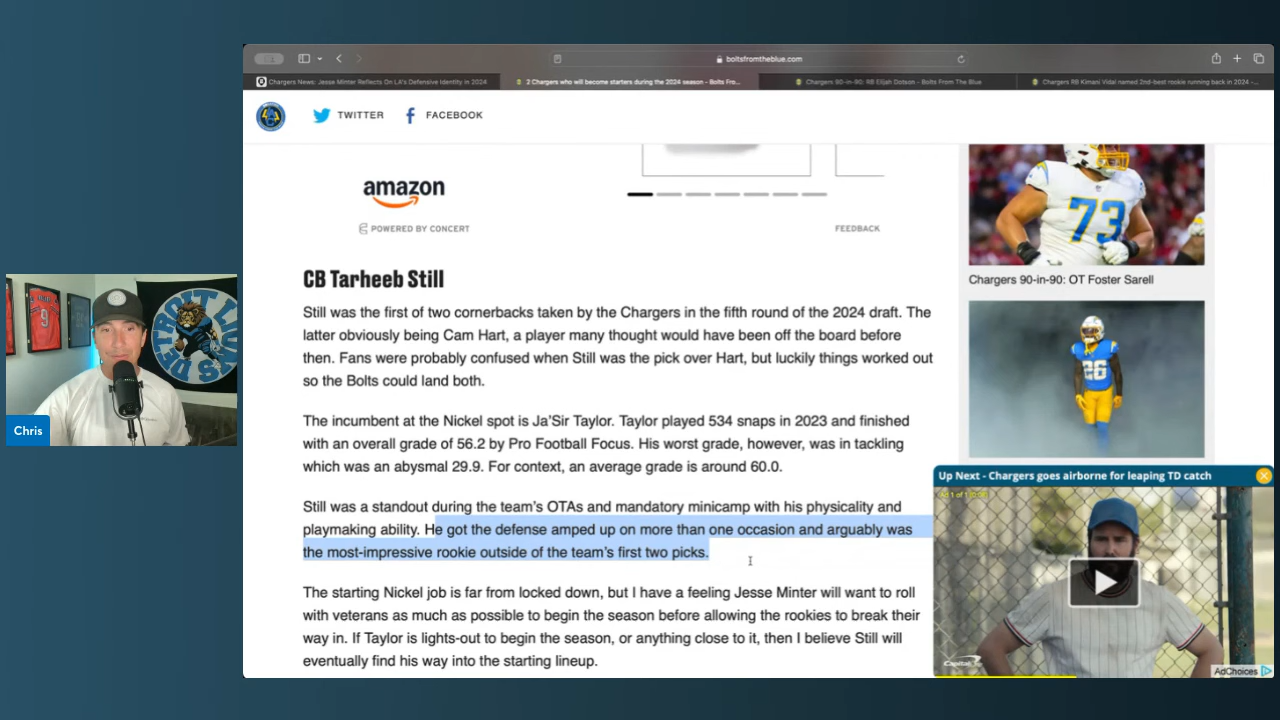 boltsfromtheblue.com
Chargers News: Jesse Minter Reflects On LA's Defensive Identity in 2024
2 Chargers who will become starters during the 2024 season - Bolts Fro...
Chargers 90-in-90: RB Elijah Dotson - Bolts From The Blue
Chargers RB Kimani Vidal named 2nd-best rookie running back in 2024 -...
TWITTER
FACEBOOK
amazon
POWERED BY CONCERT
FEEDBACK
73
Chargers 90-in-90: OT Foster Sarell
26
CB Tarheeb Still
Still was the first of two cornerbacks taken by the Chargers in the fifth round of the 2024 draft. The
latter obviously being Cam Hart, a player many thought would have been off the board before
then. Fans were probably confused when Still was the pick over Hart, but luckily things worked out
so the Bolts could land both.
The incumbent at the Nickel spot is Ja'Sir Taylor. Taylor played 534 snaps in 2023 and finished
with an overall grade of 56.2 by Pro Football Focus. His worst grade, however, was in tackling
which was an abysmal 29.9. For context, an average grade is around 60.0.
Still was a standout during the team's OTAs and mandatory minicamp with his physicality and
playmaking ability. He got the defense amped up on more than one occasion and arguably was
the most-impressive rookie outside of the team's first two picks.
The starting Nickel job is far from locked down, but I have a feeling Jesse Minter will want to roll
with veterans as much as possible to begin the season before allowing the rookies to break their
way in. If Taylor is lights-out to begin the season, or anything close to it, then I believe Still will
eventually find his way into the starting lineup.
Up Next - Chargers goes airborne for leaping TD catch
Capital
AdChoices
9
DETROIT LIONS
Chris